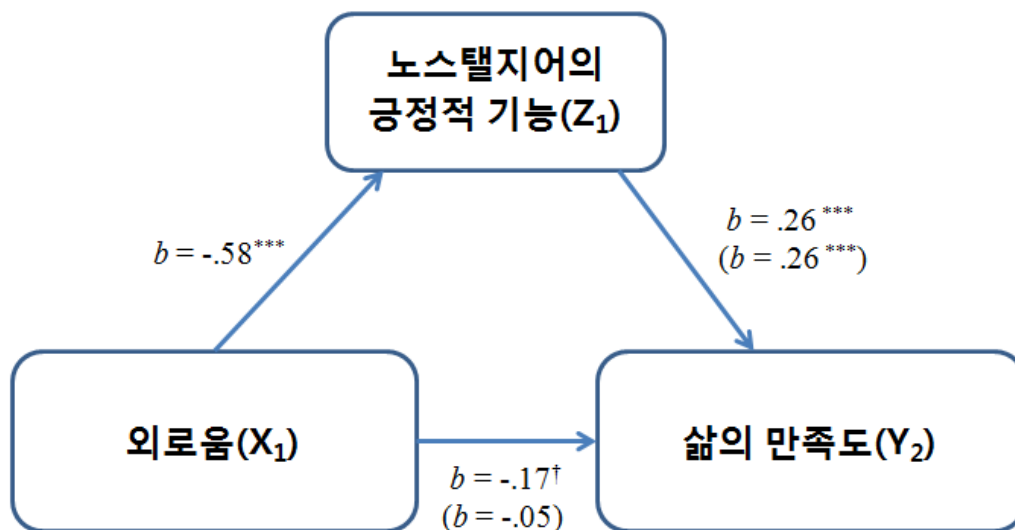 노스탤지어의
긍정적 기능(Z₁)
b = -.58***
b = .26 ***
(b = .26 ***)
외로움(X₁)
삶의 만족도(Y₂)
b = -.17†
(b = -.05)